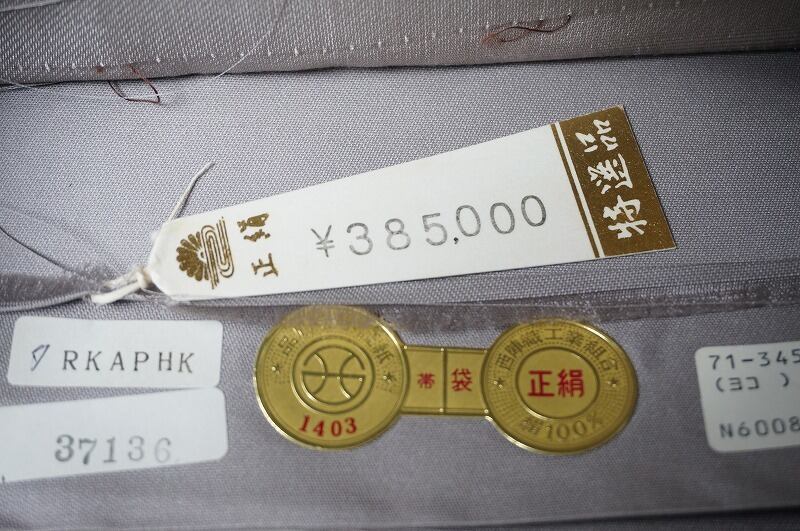 正絹
¥385,000
特選品
RKAPHK
37136
1403
帯 袋
西陣織工業組合
正絹
絹100%
71-345
(ヨコ )
N6008